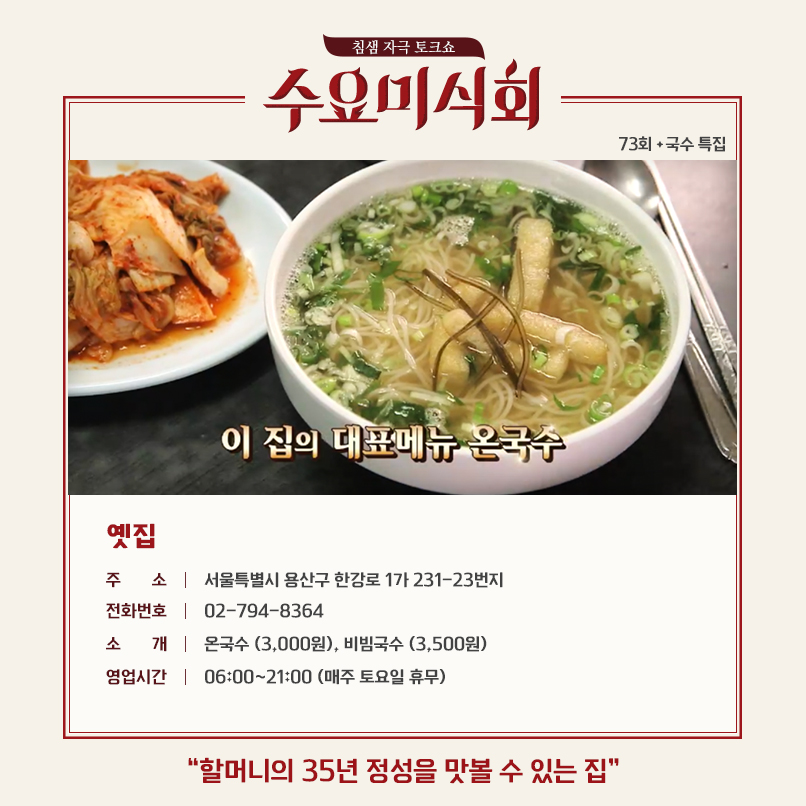 침샘 자극 토크쇼
수요미식회
73회 + 국수 특집
이 집의 대표메뉴 온국수
옛집
주 소 | 서울특별시 용산구 한강로 1가 231-23번지
전화번호 | 02-794-8364
소 개 | 온국수 (3,000원), 비빔국수 (3,500원)
영업시간 | 06:00~21:00 (매주 토요일 휴무)
“할머니의 35년 정성을 맛볼 수 있는 집”